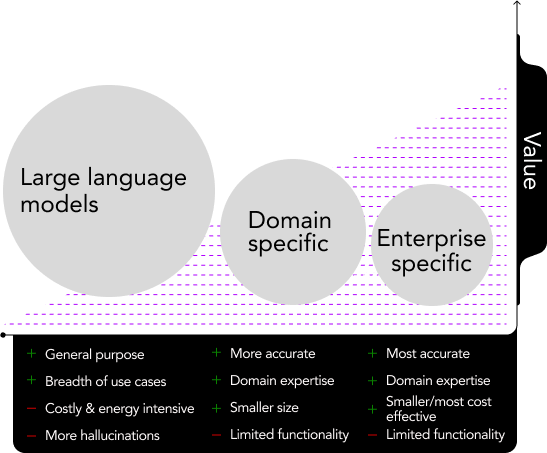 Large language
models
Domain
specific
Enterprise
specific
Value
+ General purpose
+ Breadth of use cases
− Costly & energy intensive
− More hallucinations
+ More accurate
+ Domain expertise
+ Smaller size
− Limited functionality
+ Most accurate
+ Domain expertise
+ Smaller/most cost
effective
− Limited functionality